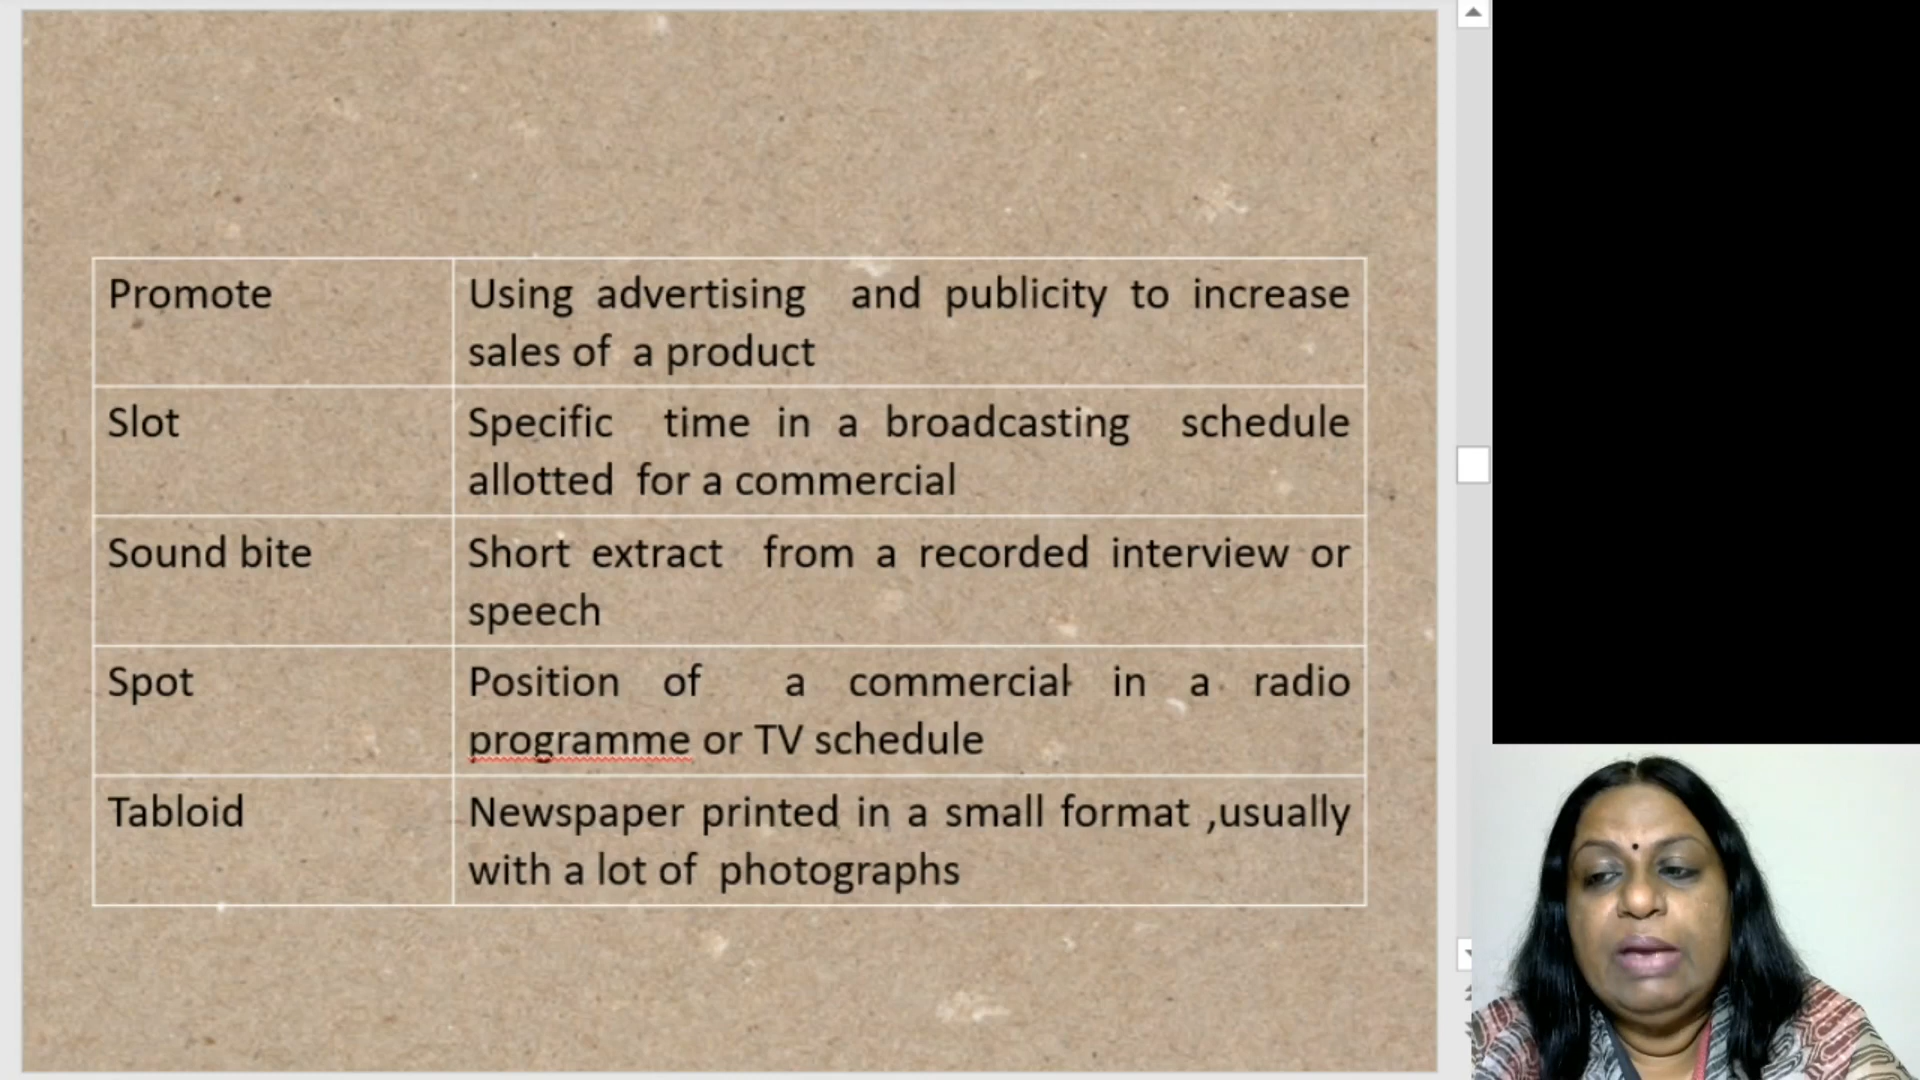 Promote
Using advertising and publicity to increase
sales of a product
Slot
Specific time in a broadcasting schedule
allotted for a commercial
Sound bite
Short extract from a recorded interview or
speech
Spot
Position of a commercial in a radio
programme or TV schedule
Tabloid
Newspaper printed in a small format ,usually
with a lot of photographs